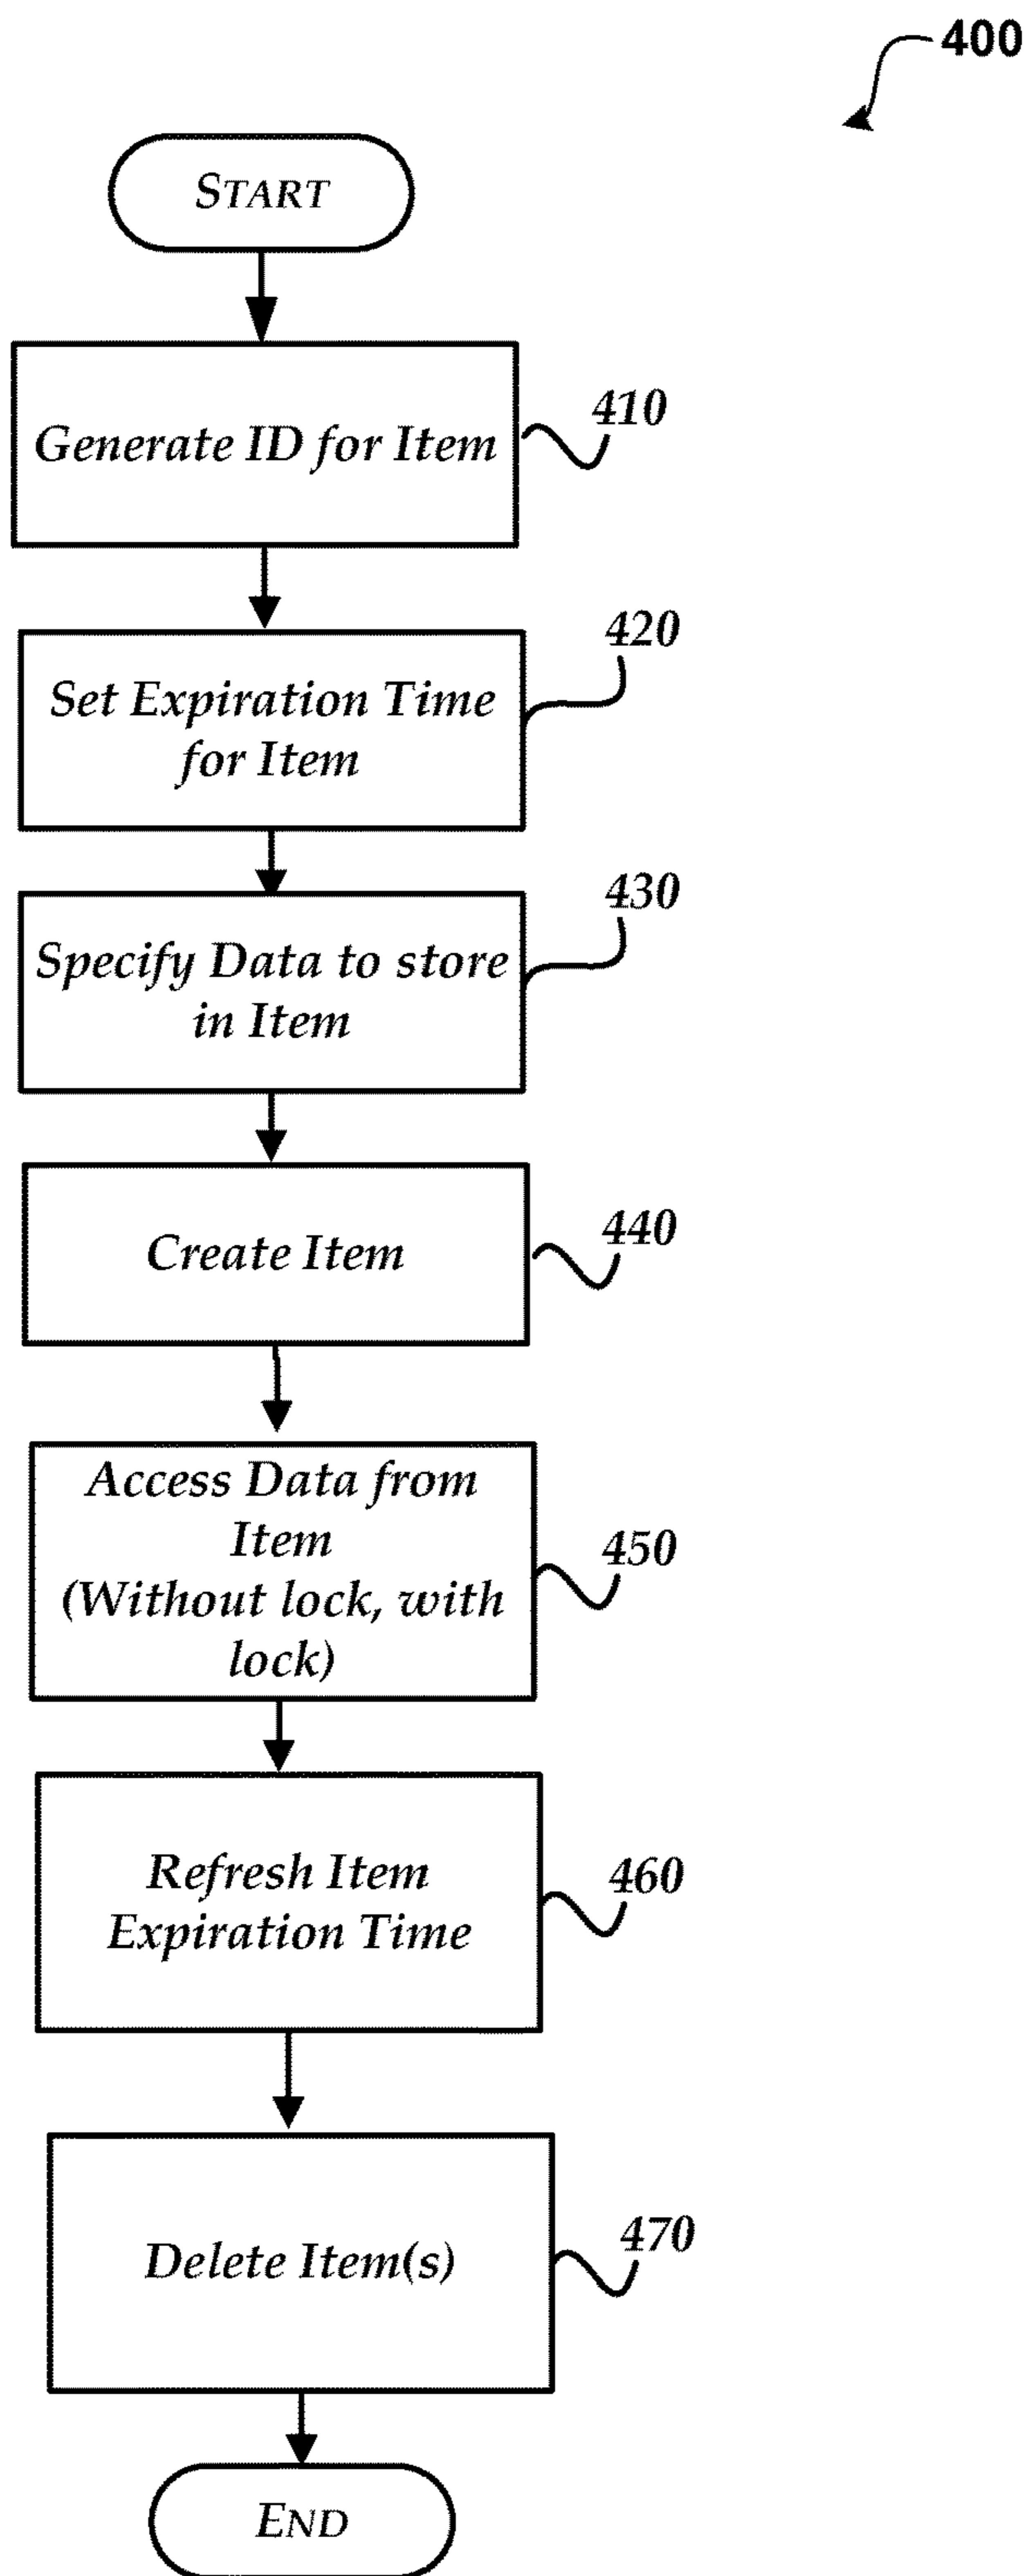 400
START
Generate ID for Item
410
Set Expiration Time
for Item
420
Specify Data to store
in Item
430
Create Item
440
Access Data from
Item
(Without lock, with
lock)
450
Refresh Item
Expiration Time
460
Delete Item(s)
470
END